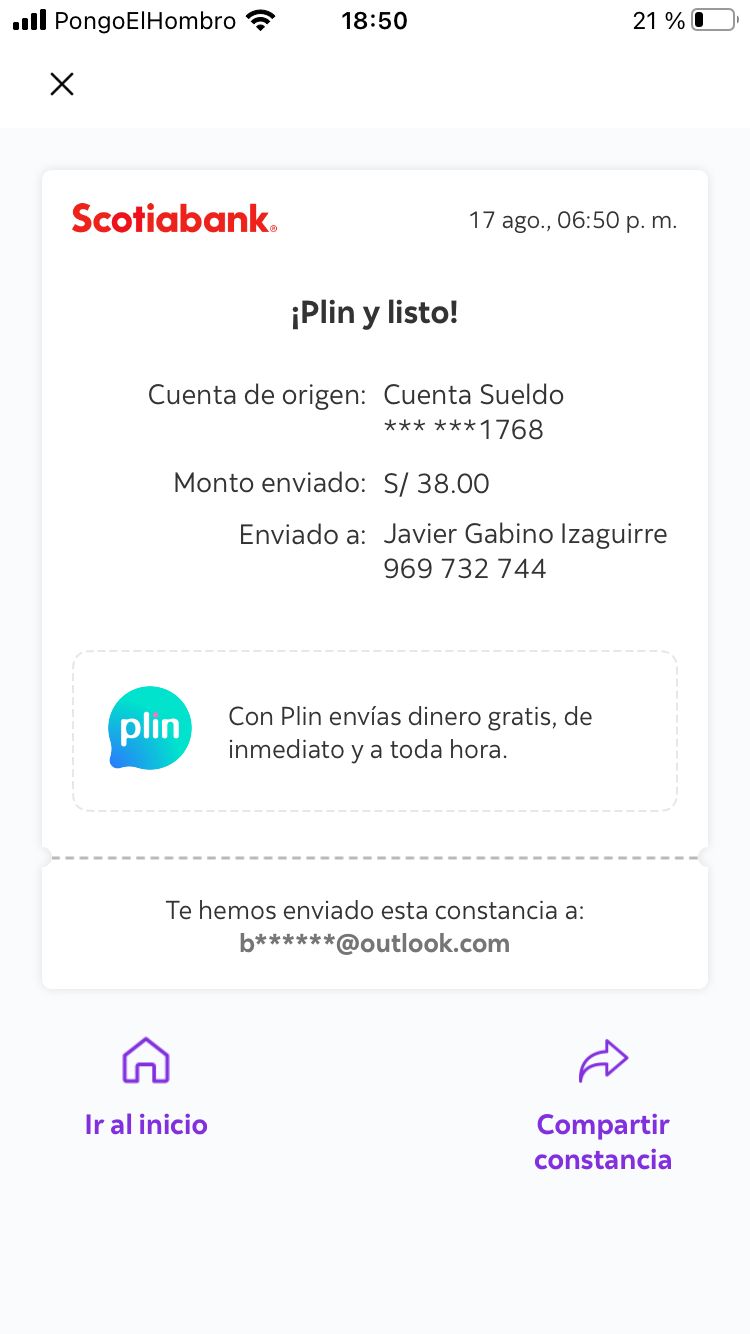 PongoElHombro 18:50 21 %
Scotiabank® 17 ago., 06:50 p. m.
¡Plin y listo!
Cuenta de origen: Cuenta Sueldo
*** ***1768
Monto enviado: S/ 38.00
Enviado a: Javier Gabino Izaguirre
969 732 744
plin
Con Plin envías dinero gratis, de
inmediato y a toda hora.
Te hemos enviado esta constancia a:
b******@outlook.com
Ir al inicio
Compartir
constancia